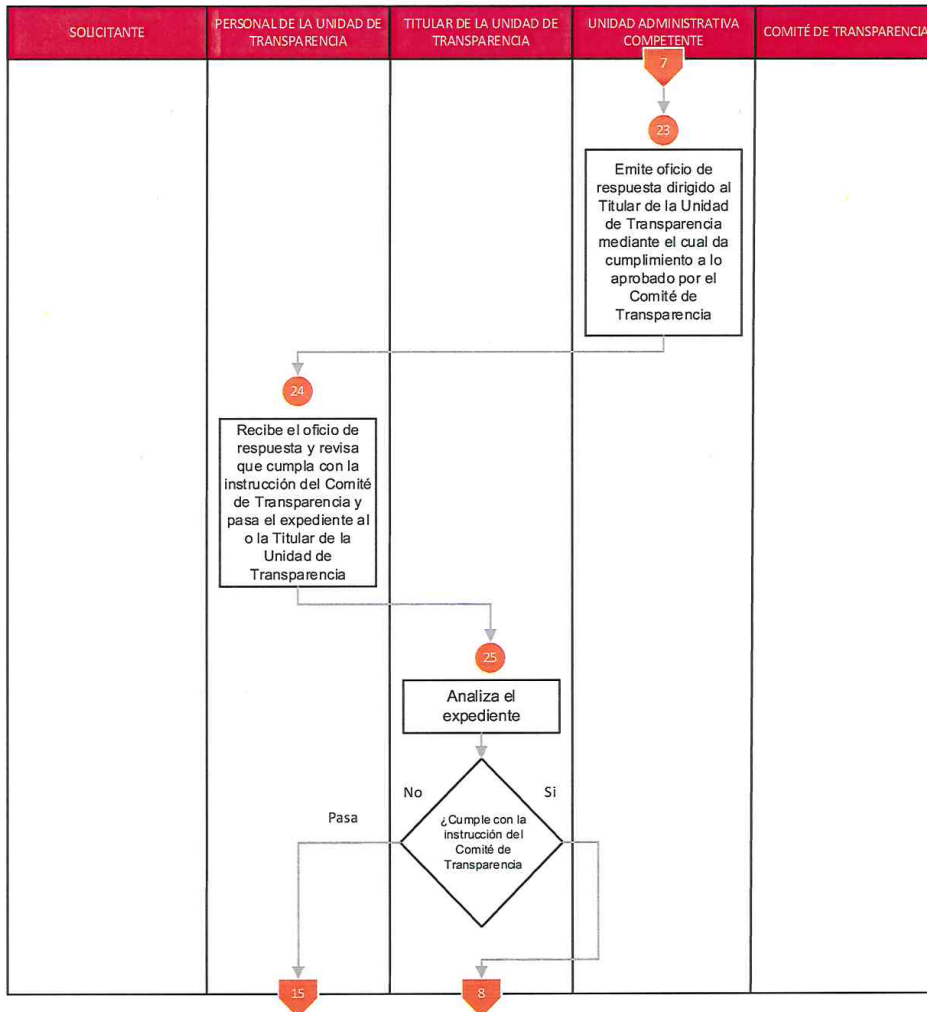 SOLICITANTE
PERSONAL DE LA UNIDAD DE
TRANSPARENCIA
TITULAR DE LA UNIDAD DE
TRANSPARENCIA
UNIDAD ADMINISTRATIVA
COMPETENTE
COMITÉ DE TRANSPARENCIA
7
23
Emite oficio de
respuesta dirigido al
Titular de la Unidad
de Transparencia
mediante el cual da
cumplimiento a lo
aprobado por el
Comité de
Transparencia
24
Recibe el oficio de
respuesta y revisa
que cumpla con la
instrucción del Comité
de Transparencia y
pasa el expediente al
o la Titular de la
Unidad de
Transparencia
25
Analiza el
expediente
No
Si
Pasa
¿Cumple con la
instrucción del
Comité de
Transparencia
15
8